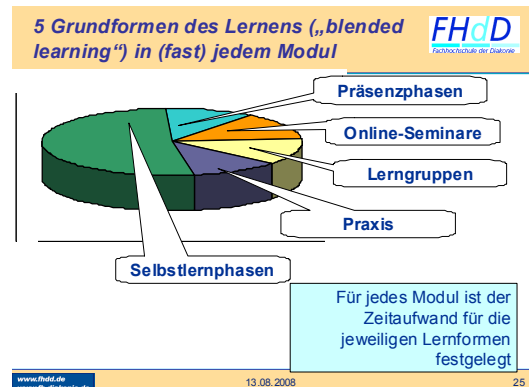 5 Grundformen des Lernens („blended
learning“) in (fast) jedem Modul
FHdD
Fachhochschule der Diakonie
Präsenzphasen
Online-Seminare
Lerngruppen
Praxis
Selbstlernphasen
Für jedes Modul ist der
Zeitaufwand für die
jeweiligen Lernformen
festgelegt
www.fhdd.de
13.08.2008
25